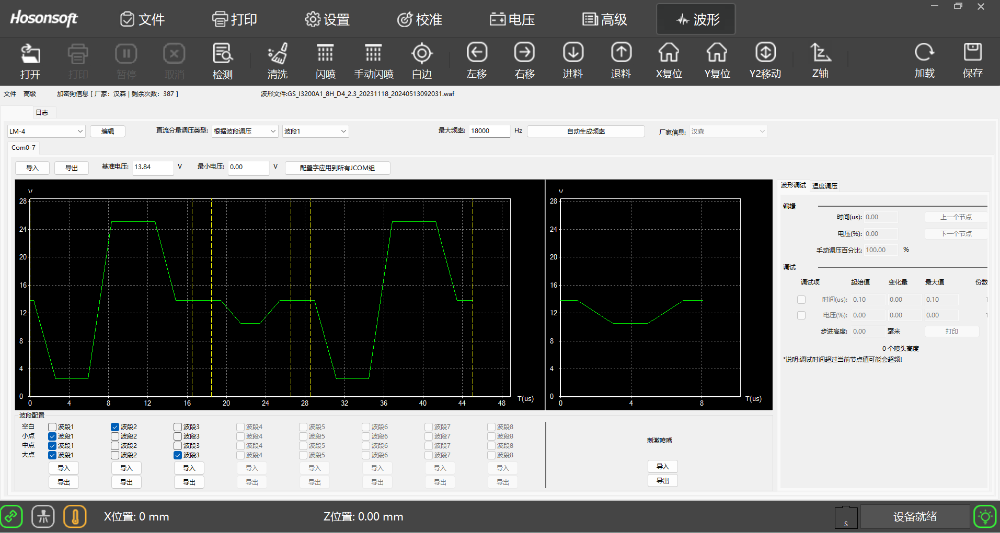 Hosonsoft 文件 打印 设置 校准 电压 高级 波形
打开 打印 暂停 取消 检测 清洗 闪喷 手动闪喷 白边 左移 右移 进料 退料 X复位 Y复位 Y2移动 Z轴 加载 保存
文件 高级 加密狗信息 [ 厂家: 汉森 | 剩余次数: 387 ] 波形文件:GS_I3200A1_8H_D4_2.3_20231118_20240513092031.waf
日志
LM-4 编辑 直流分量调压类型: 根据波段调压 波段1 最大频率: 18000 Hz 自动生成频率 厂家信息: 汉森
Com0-7
导入 导出 基准电压: 13.84 V 最小电压: 0.00 V 配置字应用到所有JCOM组
V
28
24
20
16
12
8
4
0
0 4 8 12 16 20 24 28 32 36 40 44 48 T(us)
V
28
24
20
16
12
8
4
0
0 4 8 T(us)
波形调试 温度调压
编辑
时间(us): 0.00 上一个节点
电压(%): 0.00 下一个节点
手动调压百分比: 100.00 %
调试
调试项 起始值 变化量 最大值 份数
时间(us): 0.10 0.00 0.10 1
电压(%): 0.00 0.00 0.00 1
步进高度: 0.00 毫米 打印
0 个喷头高度
*说明:调试时间超过当前节点值可能会超频!
波段配置
空白 波段1 波段2 波段3 波段4 波段5 波段6 波段7 波段8
小点 波段1 波段2 波段3 波段4 波段5 波段6 波段7 波段8
中点 波段1 波段2 波段3 波段4 波段5 波段6 波段7 波段8
大点 波段1 波段2 波段3 波段4 波段5 波段6 波段7 波段8
导入 导入 导入 导入 导入 导入 导入 导入
导出 导出 导出 导出 导出 导出 导出 导出
刺激喷嘴
导入
导出
X位置: 0 mm Z位置: 0.00 mm S 设备就绪